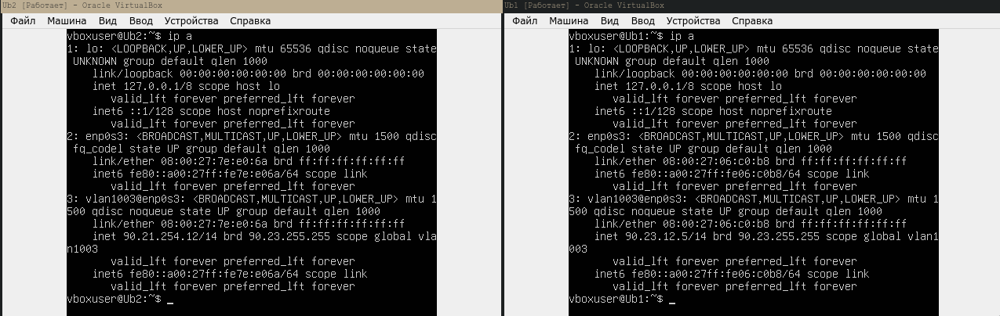 Ub2 [Работает] - Oracle VirtualBox
Файл Машина Вид Ввод Устройства Справка
vboxuser@Ub2:~$ ip a
1: lo: <LOOPBACK,UP,LOWER_UP> mtu 65536 qdisc noqueue state
 UNKNOWN group default qlen 1000
    link/loopback 00:00:00:00:00:00 brd 00:00:00:00:00:00
    inet 127.0.0.1/8 scope host lo
       valid_lft forever preferred_lft forever
    inet6 ::1/128 scope host noprefixroute
       valid_lft forever preferred_lft forever
2: enp0s3: <BROADCAST,MULTICAST,UP,LOWER_UP> mtu 1500 qdisc
 fq_codel state UP group default qlen 1000
    link/ether 08:00:27:7e:e0:6a brd ff:ff:ff:ff:ff:ff
    inet6 fe80::a00:27ff:fe7e:e06a/64 scope link
       valid_lft forever preferred_lft forever
3: vlan1003@enp0s3: <BROADCAST,MULTICAST,UP,LOWER_UP> mtu 1
500 qdisc noqueue state UP group default qlen 1000
    link/ether 08:00:27:7e:e0:6a brd ff:ff:ff:ff:ff:ff
    inet 90.21.254.12/14 brd 90.23.255.255 scope global vla
n1003
       valid_lft forever preferred_lft forever
    inet6 fe80::a00:27ff:fe7e:e06a/64 scope link
       valid_lft forever preferred_lft forever
vboxuser@Ub2:~$ _
Ub1 [Работает] - Oracle VirtualBox
Файл Машина Вид Ввод Устройства Справка
vboxuser@Ub1:~$ ip a
1: lo: <LOOPBACK,UP,LOWER_UP> mtu 65536 qdisc noqueue state
 UNKNOWN group default qlen 1000
    link/loopback 00:00:00:00:00:00 brd 00:00:00:00:00:00
    inet 127.0.0.1/8 scope host lo
       valid_lft forever preferred_lft forever
    inet6 ::1/128 scope host noprefixroute
       valid_lft forever preferred_lft forever
2: enp0s3: <BROADCAST,MULTICAST,UP,LOWER_UP> mtu 1500 qdisc
 fq_codel state UP group default qlen 1000
    link/ether 08:00:27:06:c0:b8 brd ff:ff:ff:ff:ff:ff
    inet6 fe80::a00:27ff:fe06:c0b8/64 scope link
       valid_lft forever preferred_lft forever
3: vlan1003@enp0s3: <BROADCAST,MULTICAST,UP,LOWER_UP> mtu 1
500 qdisc noqueue state UP group default qlen 1000
    link/ether 08:00:27:06:c0:b8 brd ff:ff:ff:ff:ff:ff
    inet 90.23.12.5/14 brd 90.23.255.255 scope global vlan1
003
       valid_lft forever preferred_lft forever
    inet6 fe80::a00:27ff:fe06:c0b8/64 scope link
       valid_lft forever preferred_lft forever
vboxuser@Ub1:~$ _